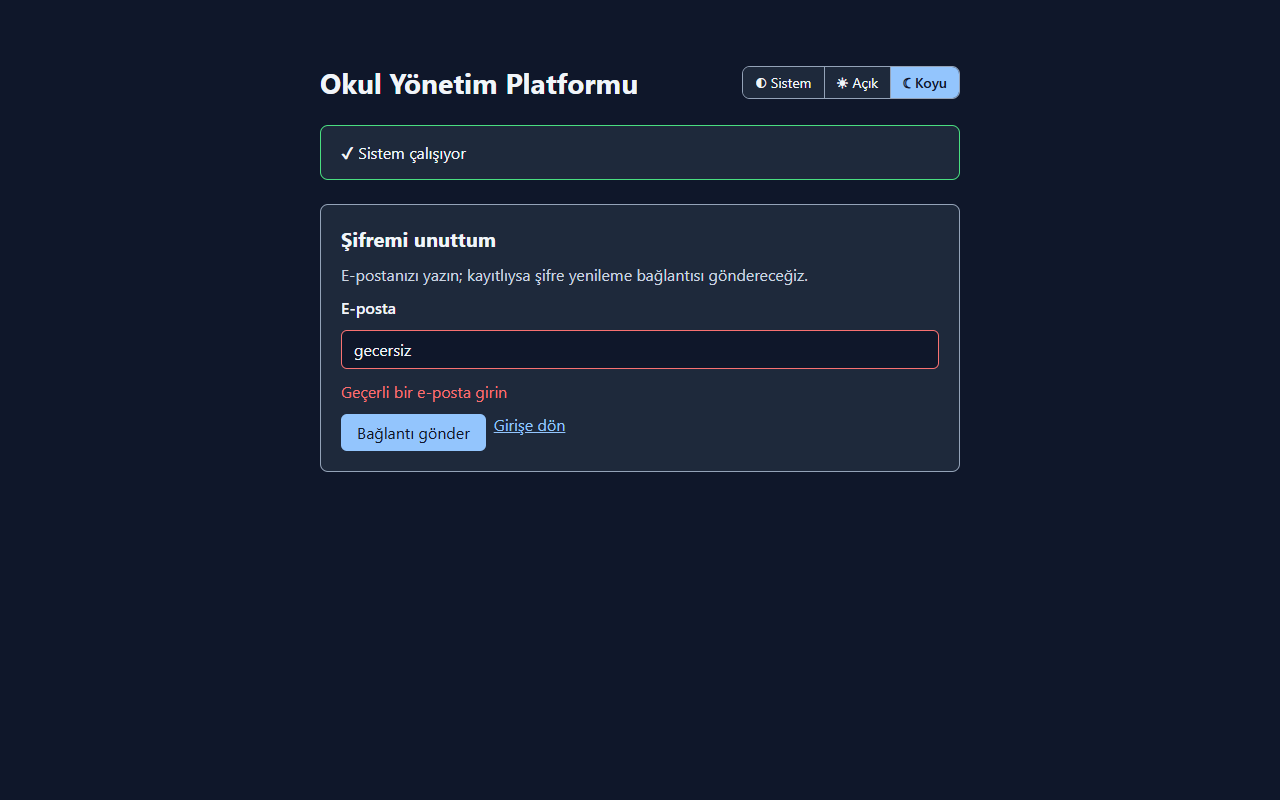 Okul Yönetim Platformu
◐ Sistem ☀ Açık ☾ Koyu
✓ Sistem çalışıyor
Şifremi unuttum
E-postanızı yazın; kayıtlıysa şifre yenileme bağlantısı göndereceğiz.
E-posta
gecersiz
Geçerli bir e-posta girin
Bağlantı gönder Girişe dön